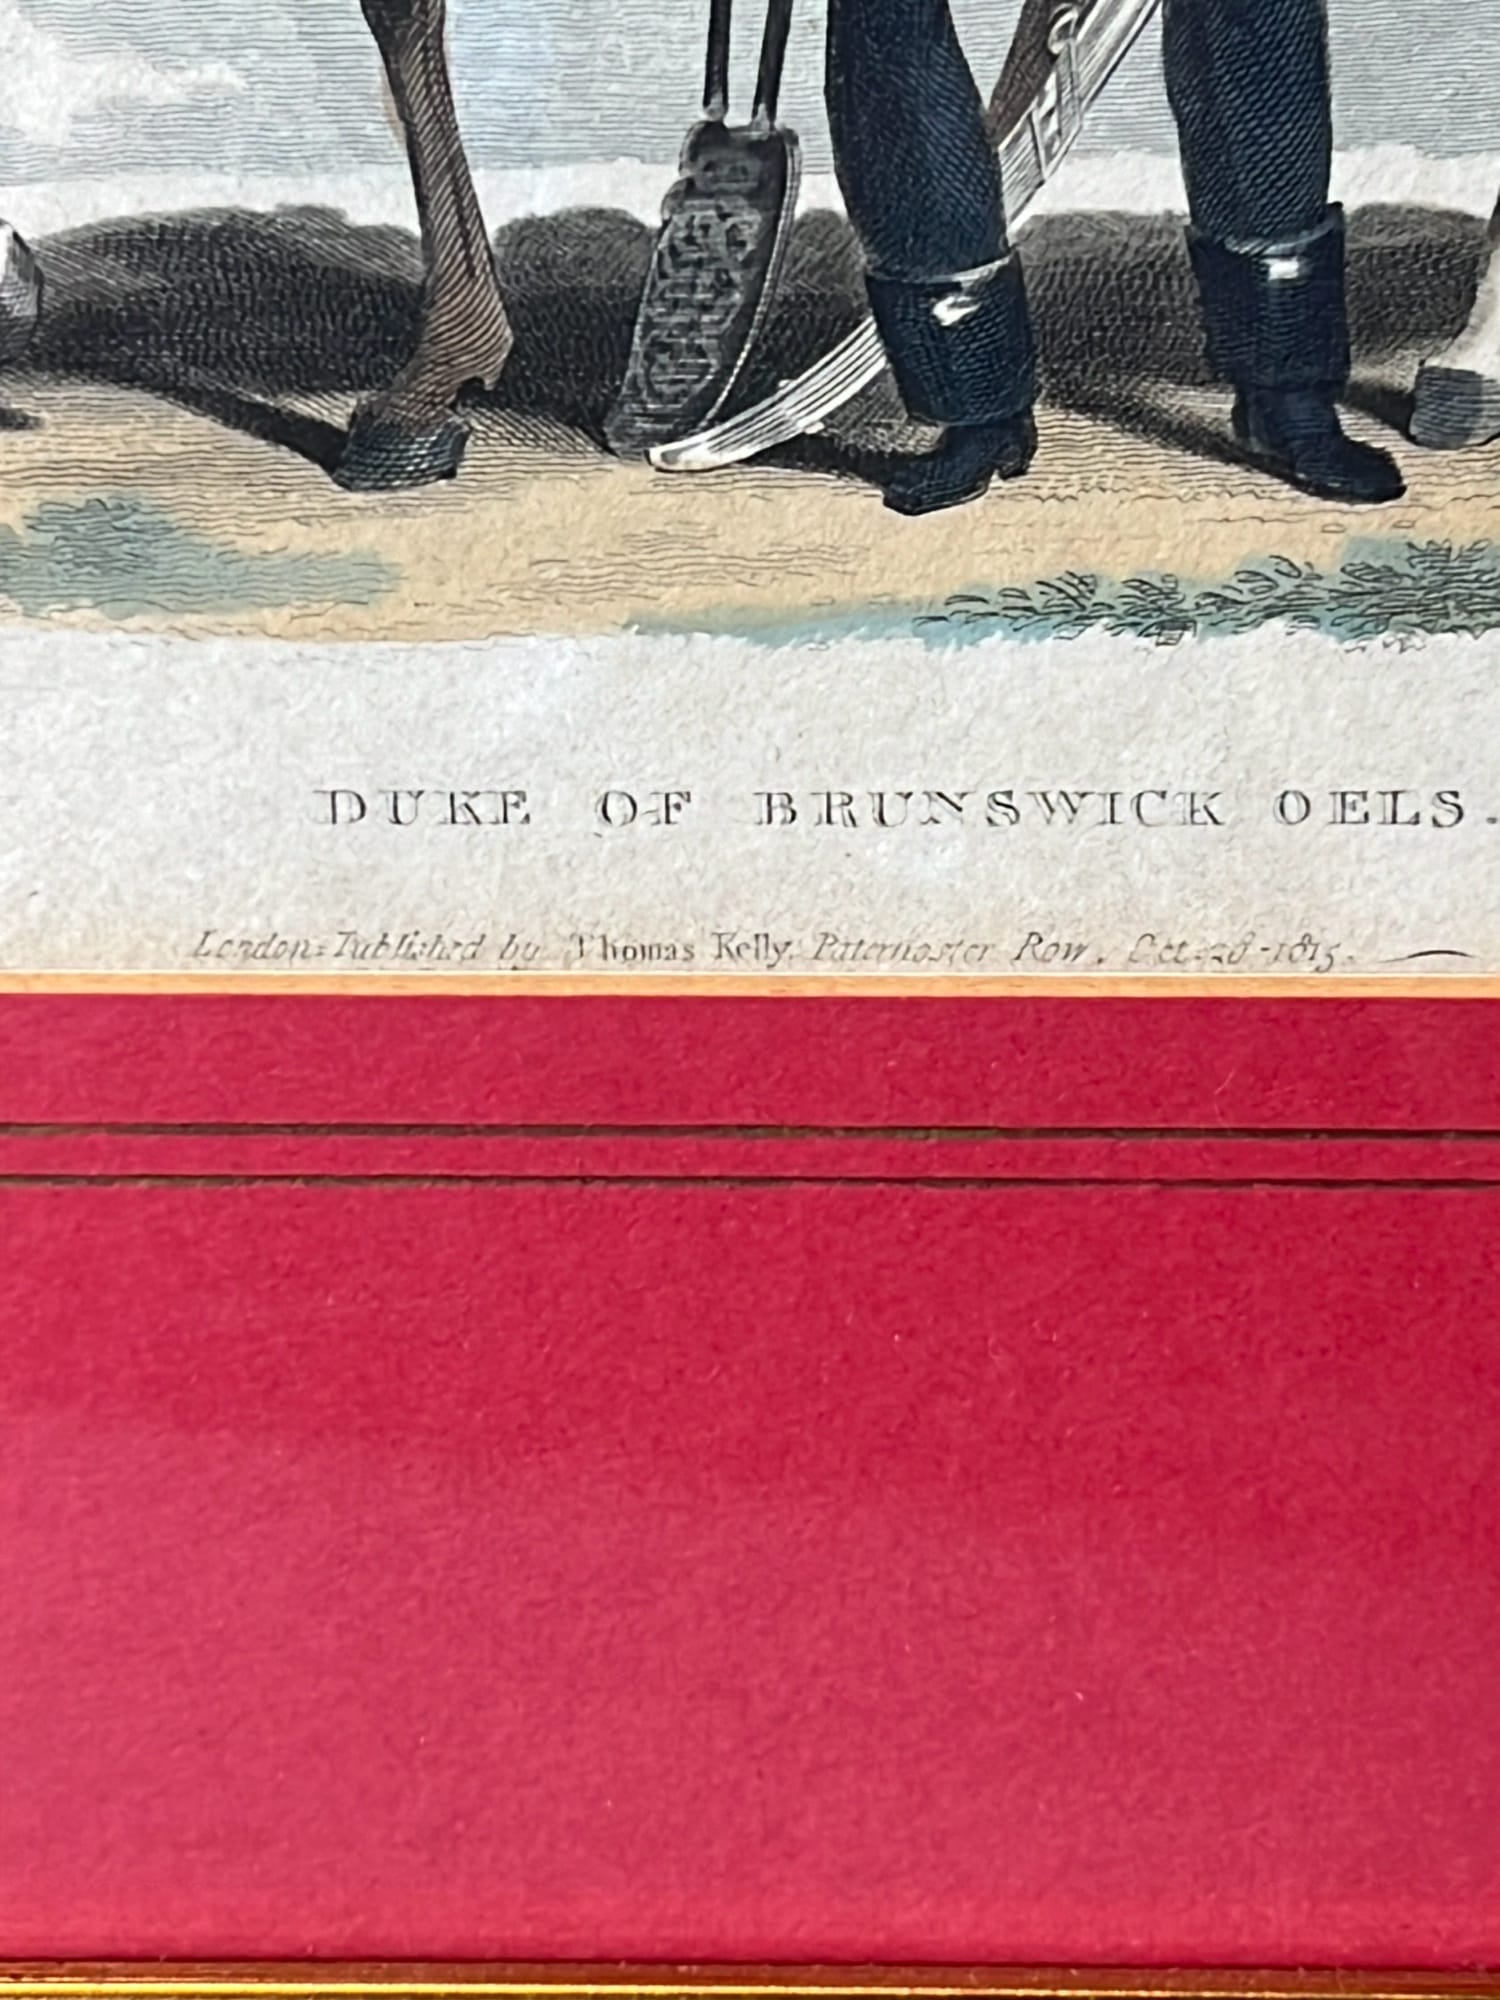 DUKE OF BRUNSWICK OELS.
London: Published by Thomas Kelly, Paternoster Row. Oct. 28-1815.